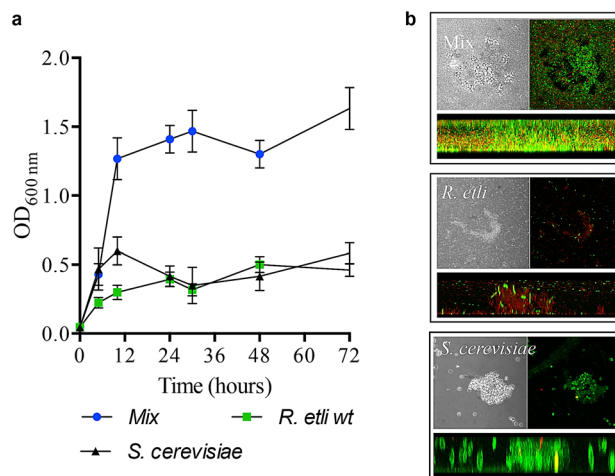 a
b
2.0
1.5
1.0
0.5
0.0
OD600 nm
0 12 24 36 48 72
Time (hours)
Mix
R. etli wt
S. cerevisiae
Mix
R. etli
S. cerevisiae